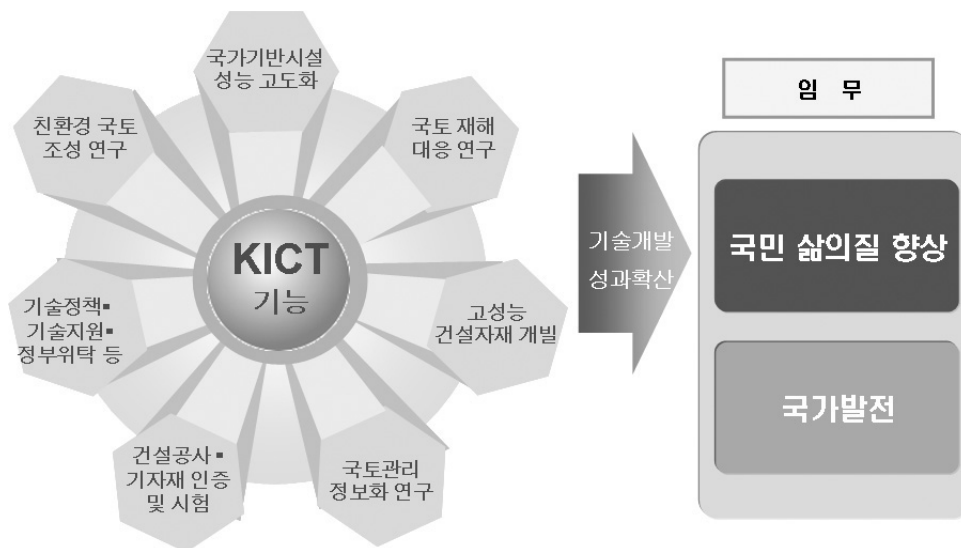 국가기반시설
성능 고도화
친환경 국토
조성 연구
국토 재해
대응 연구
KICT
기능
기술정책▪
기술지원▪
정부위탁 등
고성능
건설자재 개빌
건설공사▪
기자재 인증
및 시험
국토관리
정보화 연구
기술개발
성과확산
임 무
국민 삶의질 향상
국가발전